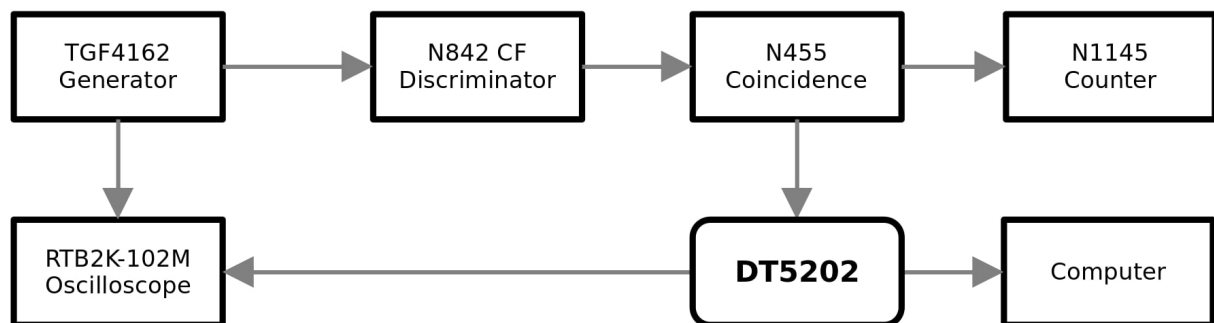 TGF4162
Generator
N842 CF
Discriminator
N455
Coincidence
N1145
Counter
RTB2K-102M
Oscilloscope
DT5202
Computer